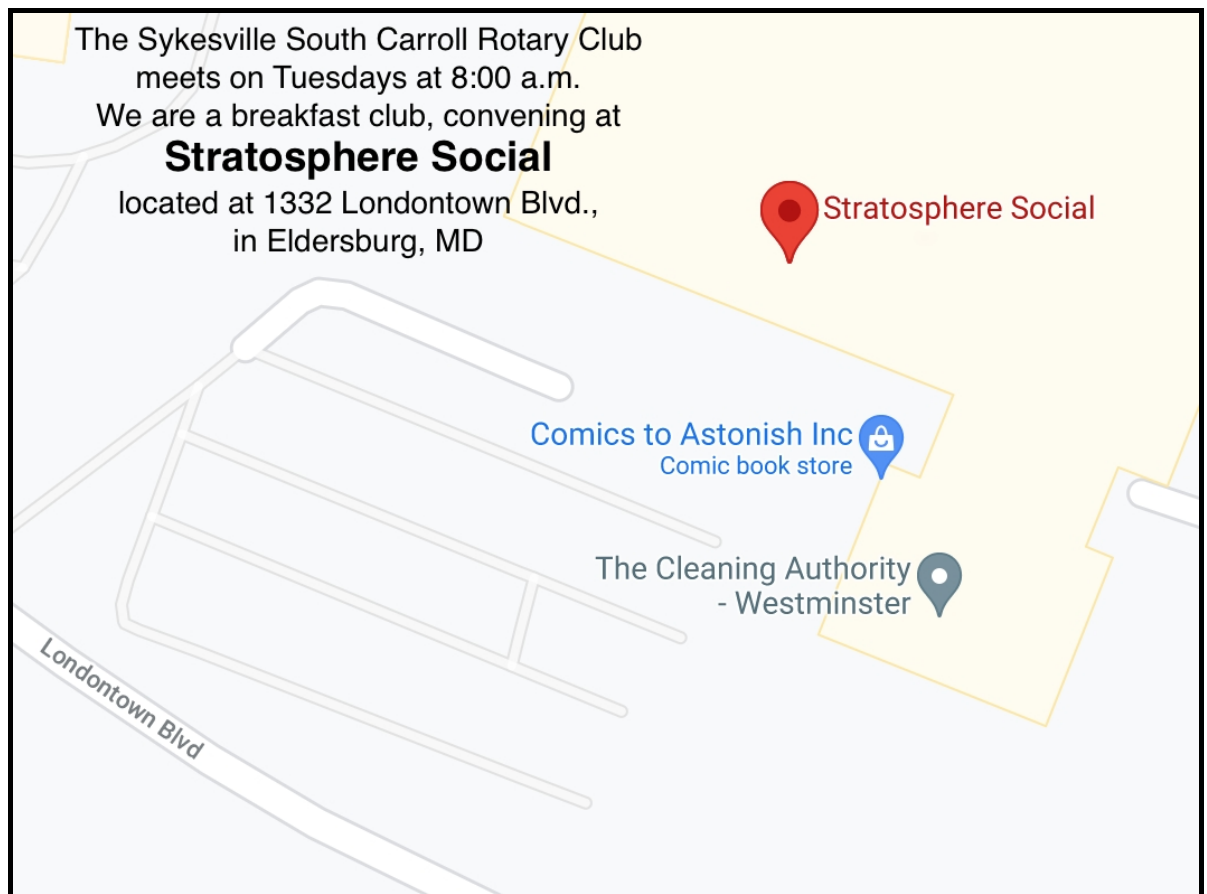 The Sykesville South Carroll Rotary Club
meets on Tuesdays at 8:00 a.m.
We are a breakfast club, convening at
Stratosphere Social
located at 1332 Londontown Blvd.,
in Eldersburg, MD
Stratosphere Social
Comics to Astonish Inc
Comic book store
The Cleaning Authority
- Westminster
Londontown Blvd